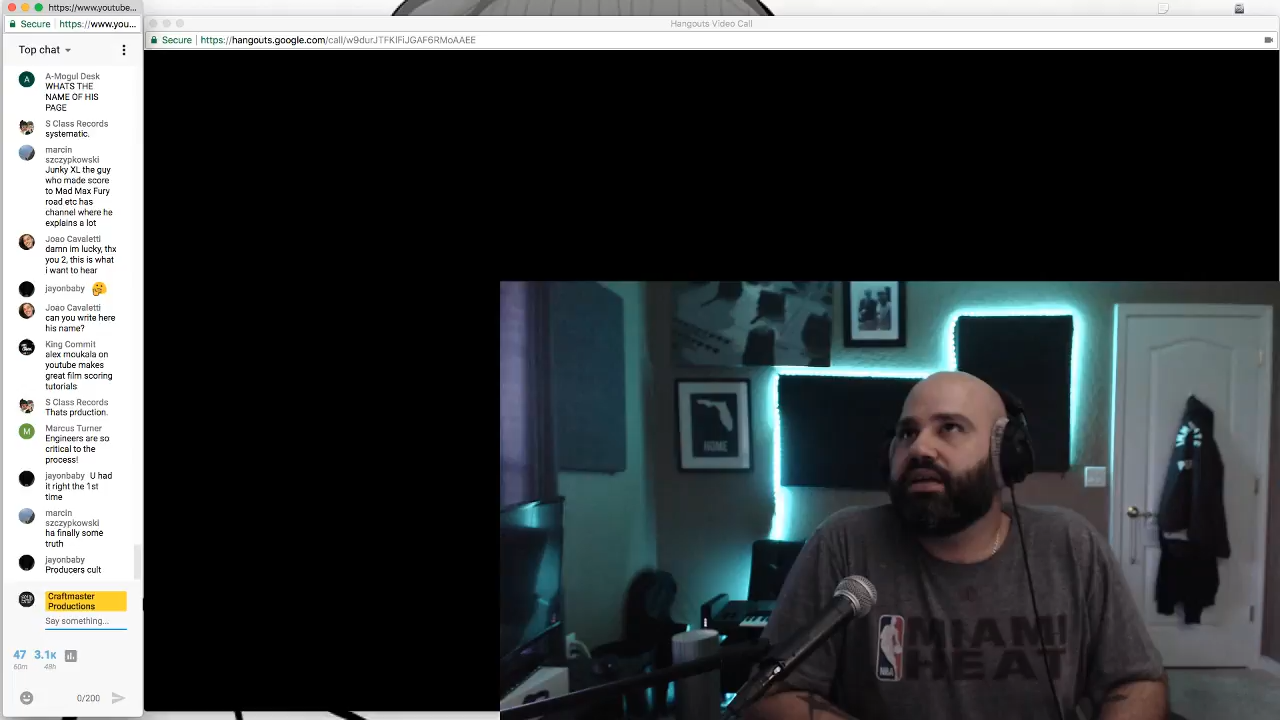 https://www.youtube...
Secure
https://www.you...
Top chat
A-Mogul Desk
WHATS THE
NAME OF HIS
PAGE
S Class Records
systematic.
marcin
szczypkowski
Junky XL the guy
who made score
to Mad Max Fury
road etc has
channel where he
explains a lot
Joao Cavaletti
damn im lucky, thx
you 2, this is what
i want to hear
jayonbaby 🤔
Joao Cavaletti
can you write here
his name?
King Commit
alex moukala on
youtube makes
great film scoring
tutorials
S Class Records
Thats prduction.
Marcus Turner
Engineers are so
critical to the
process!
jayonbaby U had
it right the 1st
time
marcin
szczypkowski
ha finally some
truth
jayonbaby
Producers cult
Craftmaster
Productions
Say something...
47 3.1K
60m 48h
0/200
Hangouts Video Call
Secure
https://hangouts.google.com/call/w9durJTFKIFiJGAF6RMoAAEE
HOME
NBA
MIAMI
HEAT